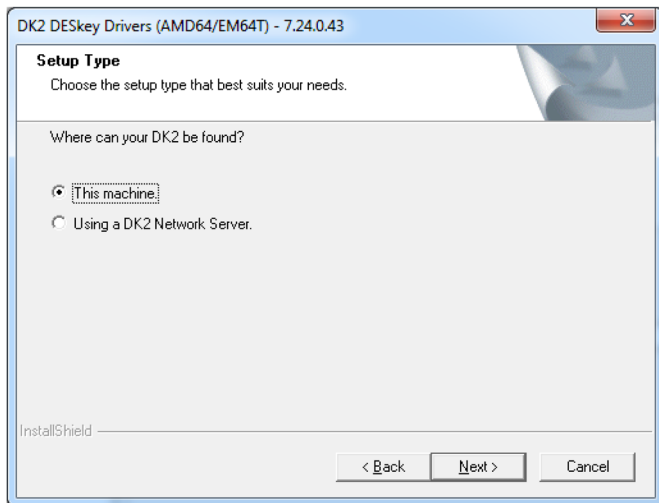 DK2 DESkey Drivers (AMD64/EM64T) - 7.24.0.43
Setup Type
Choose the setup type that best suits your needs.
Where can your DK2 be found?
This machine.
Using a DK2 Network Server.
InstallShield
< Back Next > Cancel